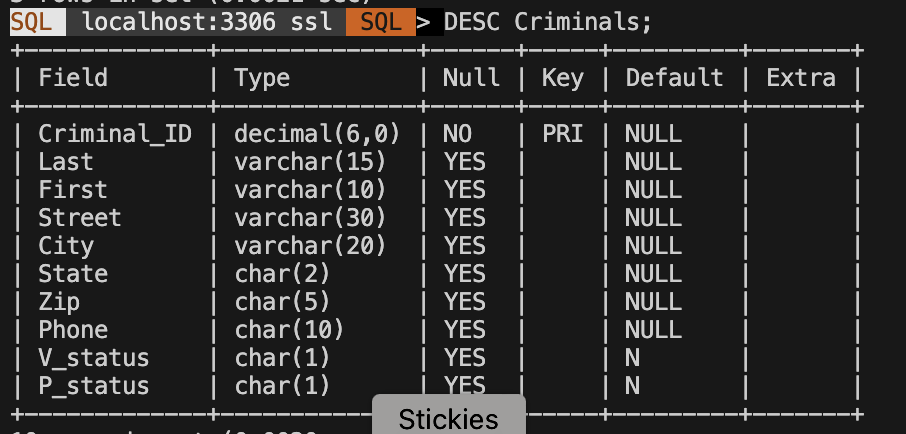 SQL localhost:3306 ssl SQL > DESC Criminals;
+--------------+--------------+------+-----+---------+-------+
| Field | Type | Null | Key | Default | Extra |
+--------------+--------------+------+-----+---------+-------+
| Criminal_ID | decimal(6,0) | NO | PRI | NULL | |
| Last | varchar(15) | YES | | NULL | |
| First | varchar(10) | YES | | NULL | |
| Street | varchar(30) | YES | | NULL | |
| City | varchar(20) | YES | | NULL | |
| State | char(2) | YES | | NULL | |
| Zip | char(5) | YES | | NULL | |
| Phone | char(10) | YES | | NULL | |
| V_status | char(1) | YES | | N | |
| P_status | char(1) | YES | | N | |
+--------------+--------------+------+-----+---------+-------+
Stickies